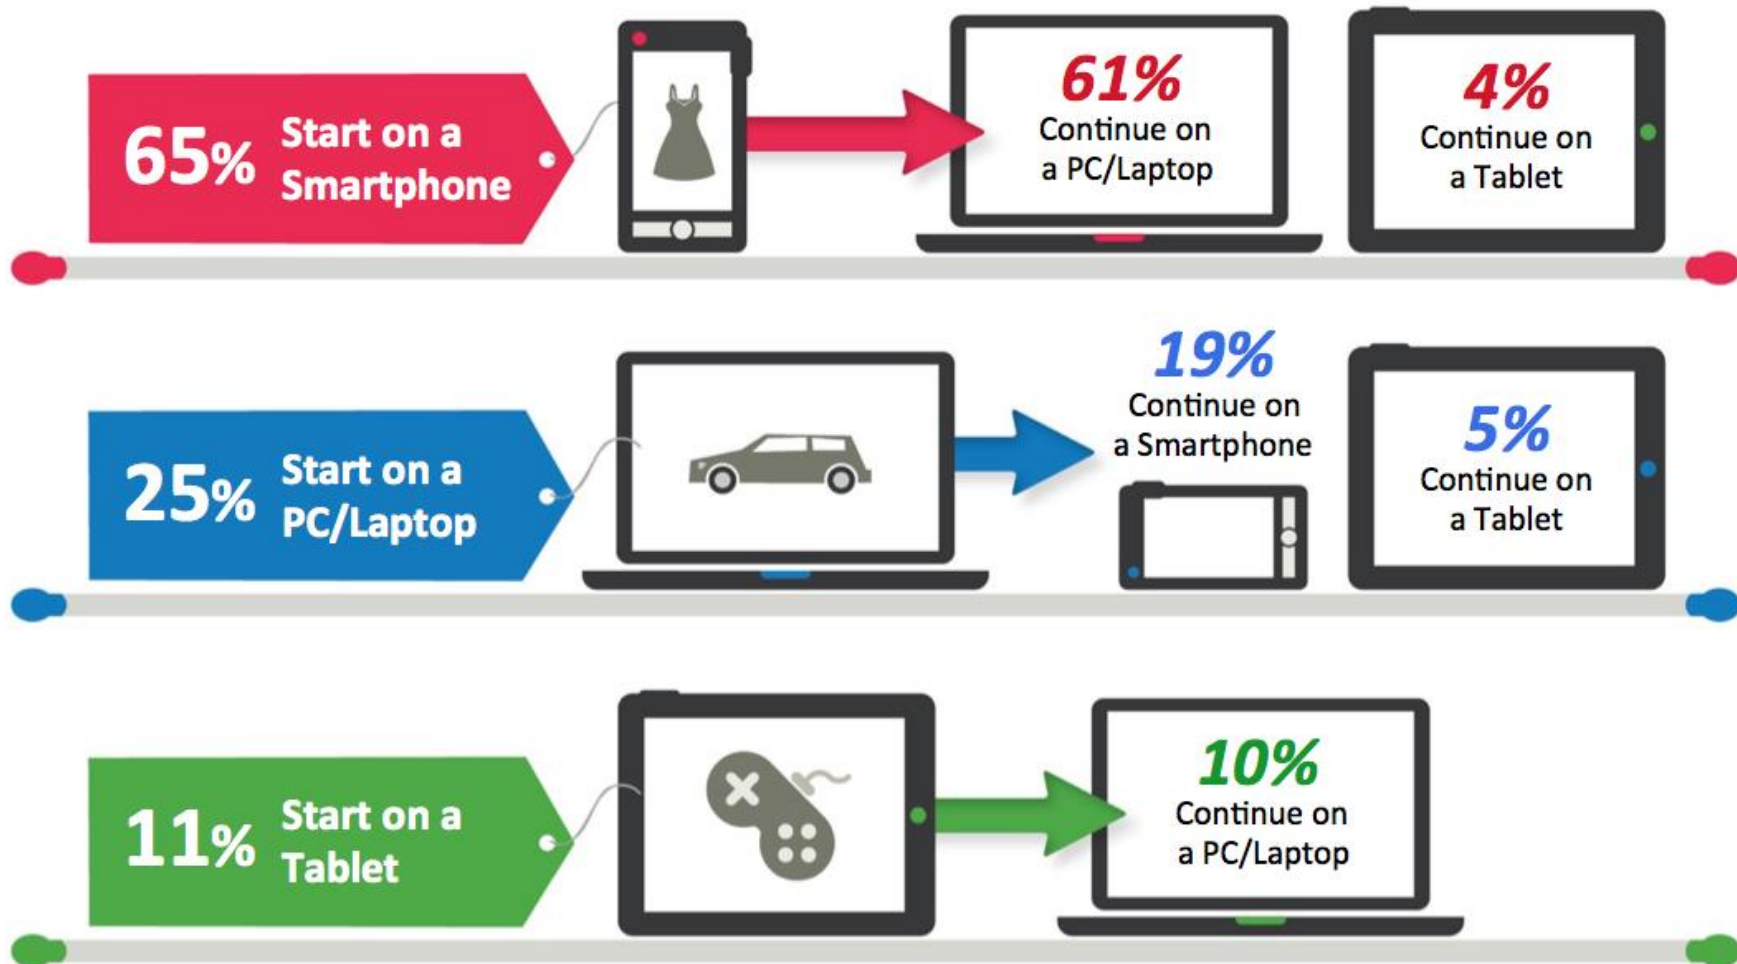 65% Start on a
Smartphone
61%
Continue on
a PC/Laptop
4%
Continue on
a Tablet
25% Start on a
PC/Laptop
19%
Continue on
a Smartphone
5%
Continue on
a Tablet
11% Start on a
Tablet
10%
Continue on
a PC/Laptop